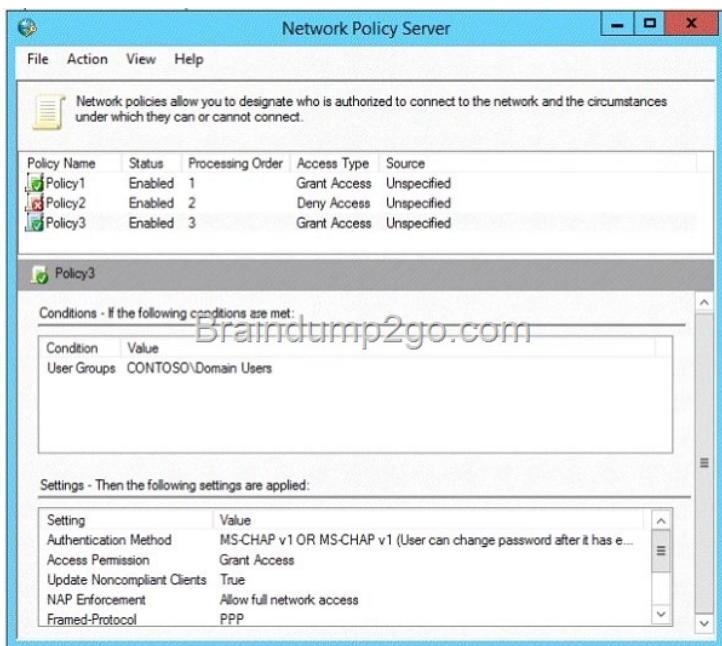 Network Policy Server
File Action View Help
Network policies allow you to designate who is authorized to connect to the network and the circumstances
under which they can or cannot connect.
Policy Name Status Processing Order Access Type Source
Policy1 Enabled 1 Grant Access Unspecified
Policy2 Enabled 2 Deny Access Unspecified
Policy3 Enabled 3 Grant Access Unspecified
Policy3
Conditions - If the following conditions are met:
Braindump2go.com
Condition Value
User Groups CONTOSO\Domain Users
Settings - Then the following settings are applied:
Setting Value
Authentication Method MS-CHAP v1 OR MS-CHAP v1 (User can change password after it has e...
Access Permission Grant Access
Update Noncompliant Clients True
NAP Enforcement Allow full network access
Framed-Protocol PPP